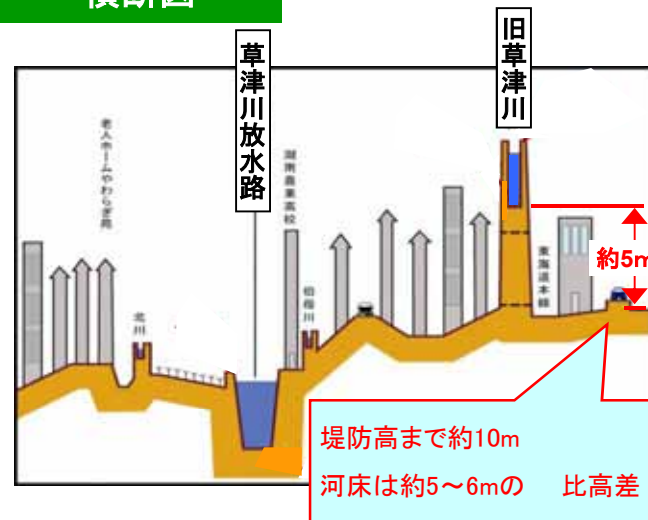 横断図
草津川放水路
旧草津川
老人ホームやわらぎ苑
北川
湖南農業高校
伯母川
東海道本線
約5m
堤防高まで約10m
河床は約5～6mの 比高差